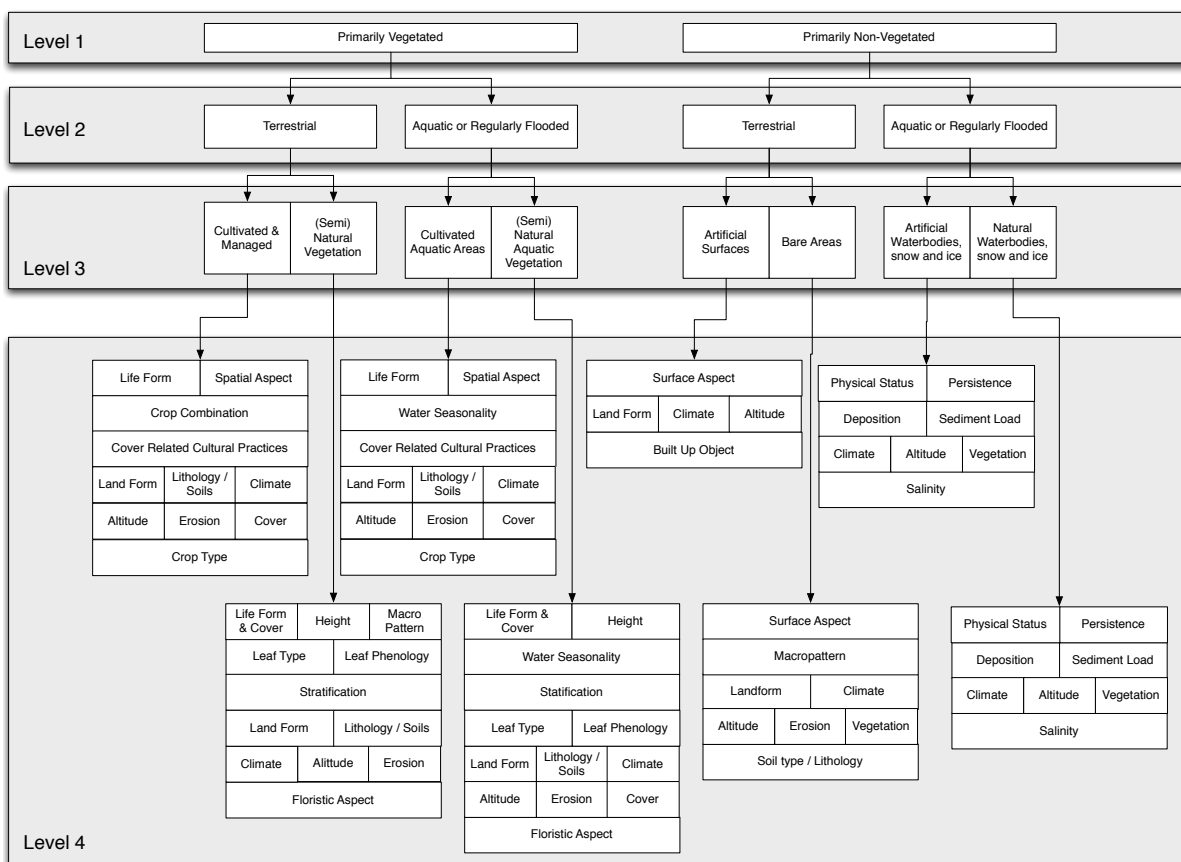 Level 1
Primarily Vegetated
Primarily Non-Vegetated
Level 2
Terrestrial
Aquatic or Regularly Flooded
Terrestrial
Aquatic or Regularly Flooded
Level 3
Cultivated &
Managed
(Semi)
Natural
Vegetation
Cultivated
Aquatic Areas
(Semi)
Natural
Aquatic
Vegetation
Artificial
Surfaces
Bare Areas
Artificial
Waterbodies,
snow and ice
Natural
Waterbodies,
snow and ice
Life Form
Spatial Aspect
Crop Combination
Cover Related Cultural Practices
Land Form
Lithology /
Soils
Climate
Altitude
Erosion
Cover
Crop Type
Life Form
Spatial Aspect
Water Seasonality
Cover Related Cultural Practices
Land Form
Lithology /
Soils
Climate
Altitude
Erosion
Cover
Crop Type
Surface Aspect
Land Form
Climate
Altitude
Built Up Object
Physical Status
Persistence
Deposition
Sediment Load
Climate
Altitude
Vegetation
Salinity
Life Form
& Cover
Height
Macro
Pattern
Leaf Type
Leaf Phenology
Stratification
Land Form
Lithology / Soils
Climate
Alittude
Erosion
Floristic Aspect
Life Form &
Cover
Height
Water Seasonality
Statification
Leaf Type
Leaf Phenology
Land Form
Lithology /
Soils
Climate
Altitude
Erosion
Cover
Floristic Aspect
Surface Aspect
Macropattern
Landform
Climate
Altitude
Erosion
Vegetation
Soil type / Lithology
Physical Status
Persistence
Deposition
Sediment Load
Climate
Altitude
Vegetation
Salinity
Level 4